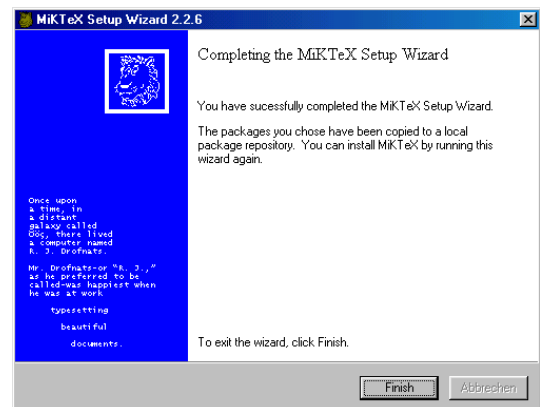 MiKTeX Setup Wizard 2.2.6
Completing the MiKTeX Setup Wizard
You have sucessfully completed the MiKTeX Setup Wizard.
The packages you chose have been copied to a local
package repository. You can install MiKTeX by running this
wizard again.
Once upon
a time, in
a distant
galaxy called
Ööç, there lived
a computer named
R. J. Drofnats.
Mr. Drofnats-or "R. J.,"
as he preferred to be
called-was happiest when
he was at work
typesetting
beautiful
documents.
To exit the wizard, click Finish.
Finish
Abbrechen